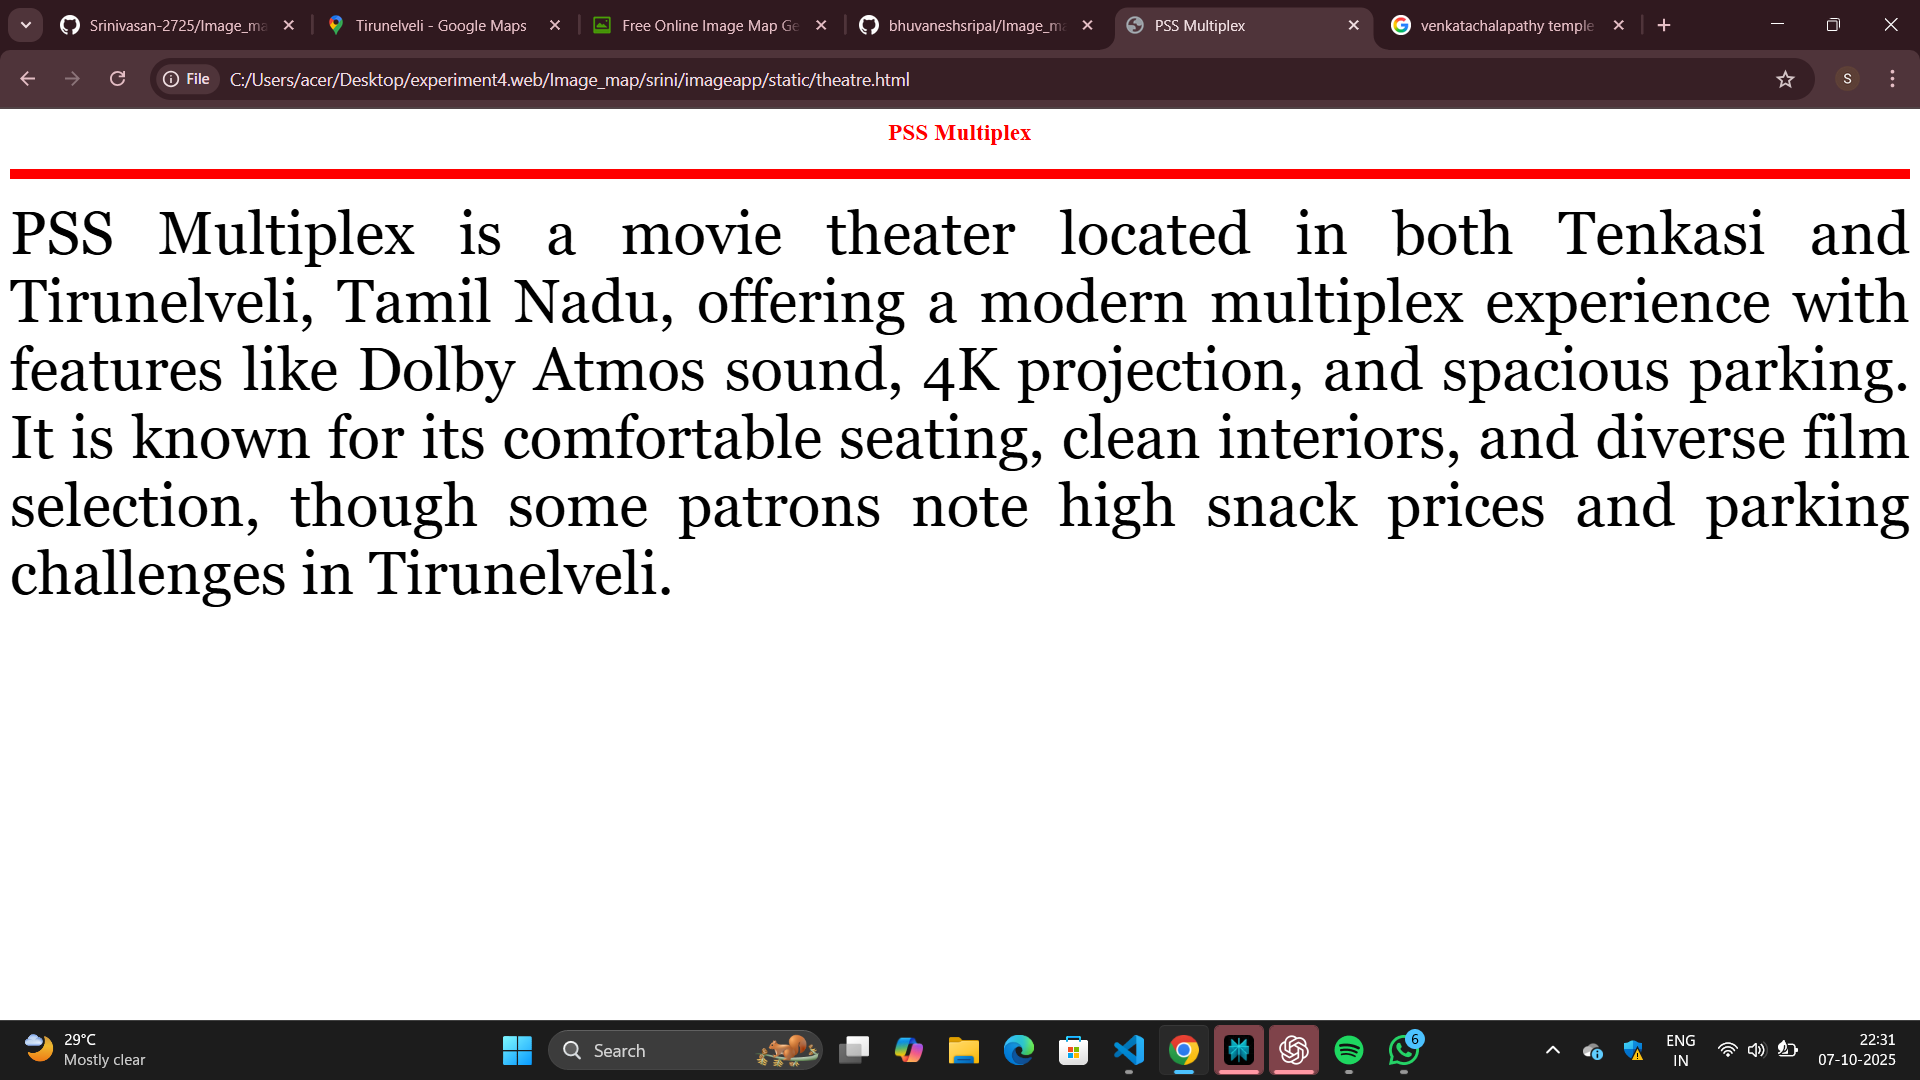 Srinivasan-2725/Image_ma
Tirunelveli - Google Maps
Free Online Image Map Ge
bhuvaneshsripal/Image_ma
PSS Multiplex
venkatachalapathy temple
File
C:/Users/acer/Desktop/experiment4.web/Image_map/srini/imageapp/static/theatre.html
S
PSS Multiplex
PSS Multiplex is a movie theater located in both Tenkasi and
Tirunelveli, Tamil Nadu, offering a modern multiplex experience with
features like Dolby Atmos sound, 4K projection, and spacious parking.
It is known for its comfortable seating, clean interiors, and diverse film
selection, though some patrons note high snack prices and parking
challenges in Tirunelveli.
29°C
Mostly clear
Search
6
ENG
IN
22:31
07-10-2025